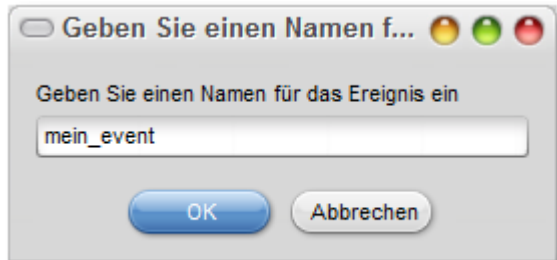 Geben Sie einen Namen f...
Geben Sie einen Namen für das Ereignis ein
mein_event
OK
Abbrechen